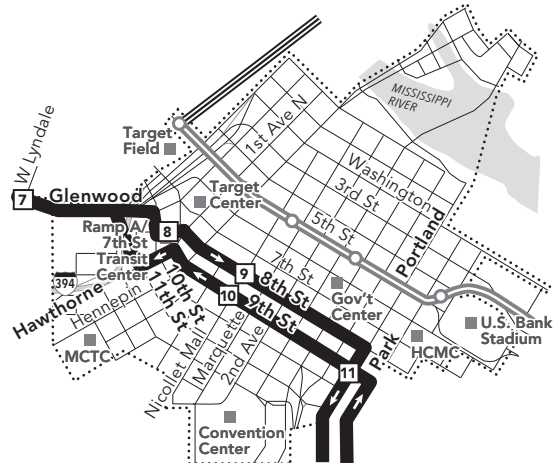 MISSISSIPPI
RIVER
W Lyndale
Target
Field
1st Ave N
Washington
3rd St
7
Glenwood
Target
Center
5th St
Portland
Ramp A/
7th St
Transit
Center
8
394
7th St
9
8th St
10
9th St
10th St
11th St
Hawthorne
Hennepin
Gov't
Center
U.S. Bank
Stadium
HCMC
MCTC
Nicollet Mall
Marquette
2nd Ave
Park
11
Convention
Center